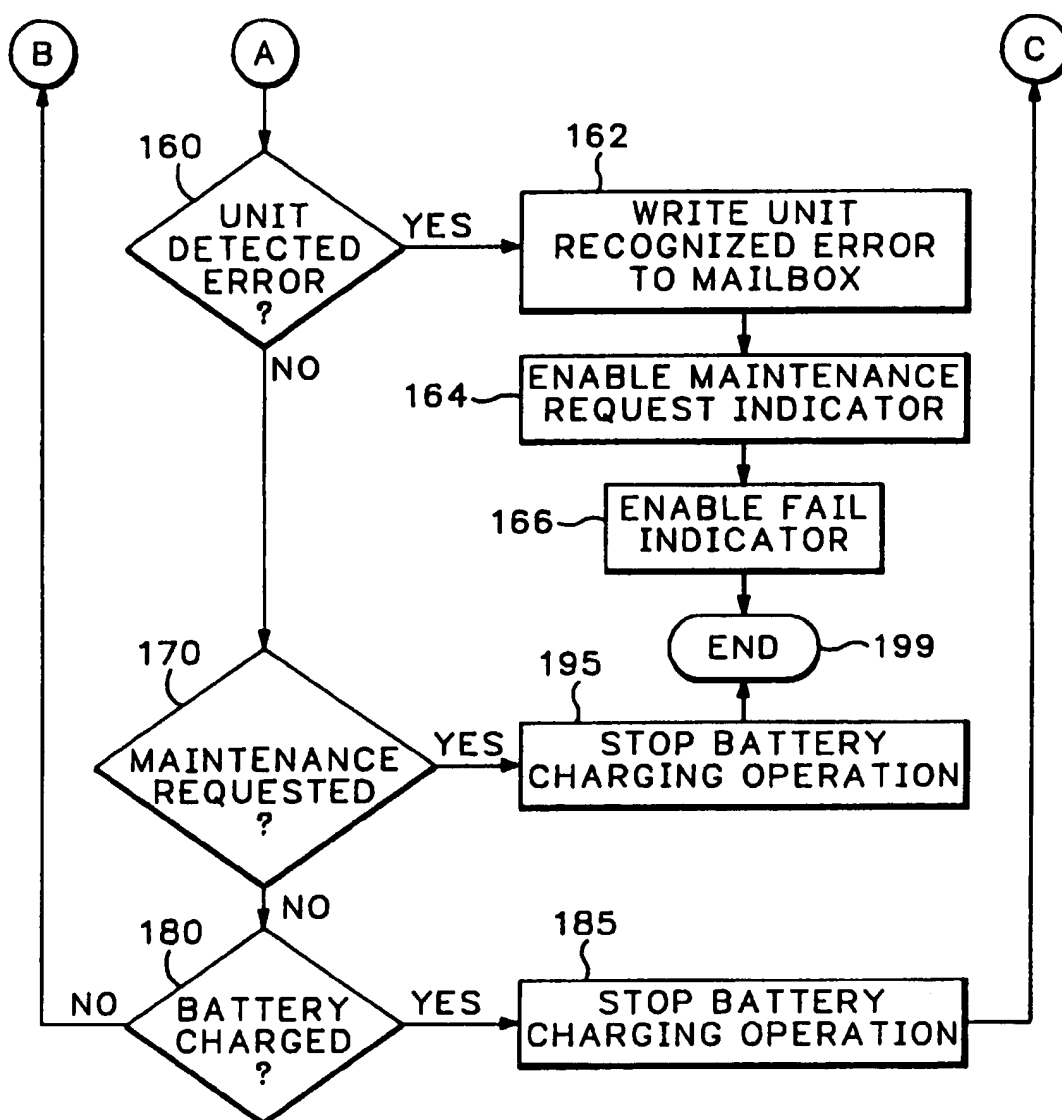 B
A
C
160
UNIT
DETECTED
ERROR
?
YES
NO
162
WRITE UNIT
RECOGNIZED ERROR
TO MAILBOX
164
ENABLE MAINTENANCE
REQUEST INDICATOR
166
ENABLE FAIL
INDICATOR
END
199
170
MAINTENANCE
REQUESTED
?
YES
NO
195
STOP BATTERY
CHARGING OPERATION
180
BATTERY
CHARGED
?
NO
YES
185
STOP BATTERY
CHARGING OPERATION